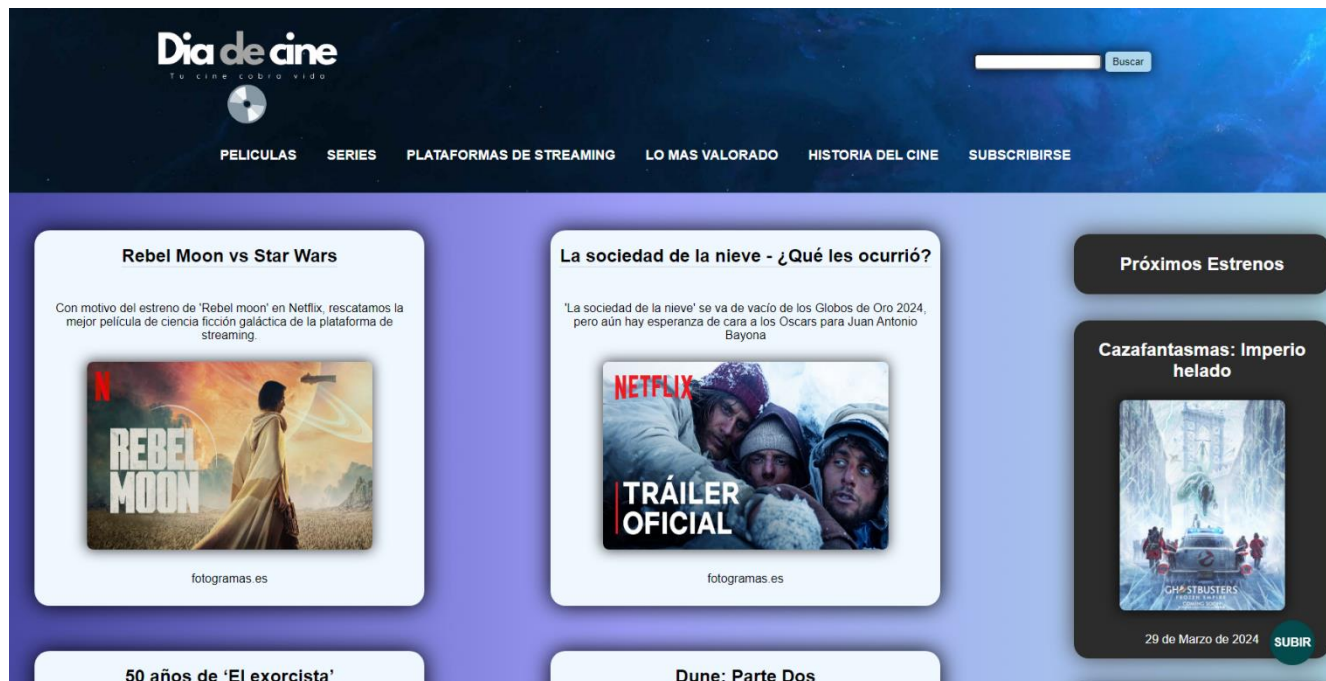 Dia de cine
Tu cine cobra vida
Buscar
PELICULAS SERIES PLATAFORMAS DE STREAMING LO MAS VALORADO HISTORIA DEL CINE SUBSCRIBIRSE
Rebel Moon vs Star Wars
Con motivo del estreno de 'Rebel moon' en Netflix, rescatamos la
mejor película de ciencia ficción galáctica de la plataforma de
streaming.
N
REBEL
MOON
fotogramas.es
La sociedad de la nieve - ¿Qué les ocurrió?
'La sociedad de la nieve' se va de vacío de los Globos de Oro 2024,
pero aún hay esperanza de cara a los Oscars para Juan Antonio
Bayona
NETFLIX
TRÁILER
OFICIAL
fotogramas.es
Próximos Estrenos
Cazafantasmas: Imperio
helado
GHOSTBUSTERS
FROZEN EMPIRE
COMING SOON
29 de Marzo de 2024
SUBIR
50 años de ‘El exorcista’
Dune: Parte Dos